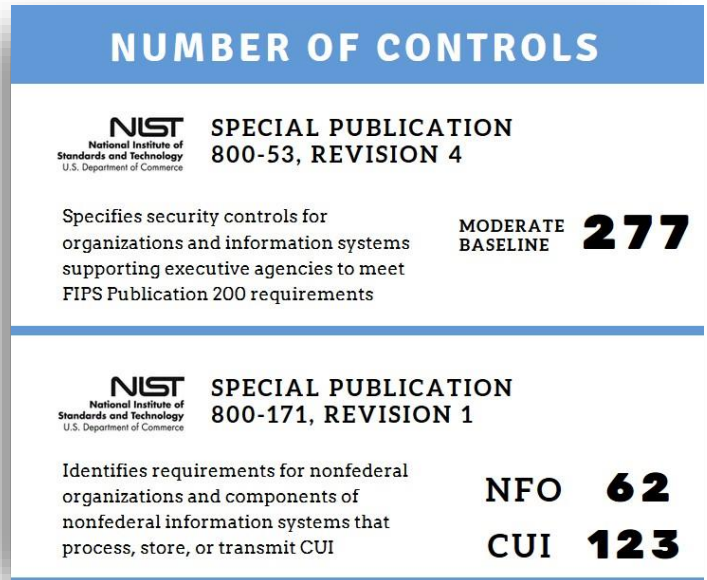 NUMBER OF CONTROLS
NIST
National Institute of
Standards and Technology
U.S. Department of Commerce
SPECIAL PUBLICATION
800-53, REVISION 4
Specifies security controls for
organizations and information systems
supporting executive agencies to meet
FIPS Publication 200 requirements
MODERATE
BASELINE
277
NIST
National Institute of
Standards and Technology
U.S. Department of Commerce
SPECIAL PUBLICATION
800-171, REVISION 1
Identifies requirements for nonfederal
organizations and components of
nonfederal information systems that
process, store, or transmit CUI
NFO 62
CUI 123